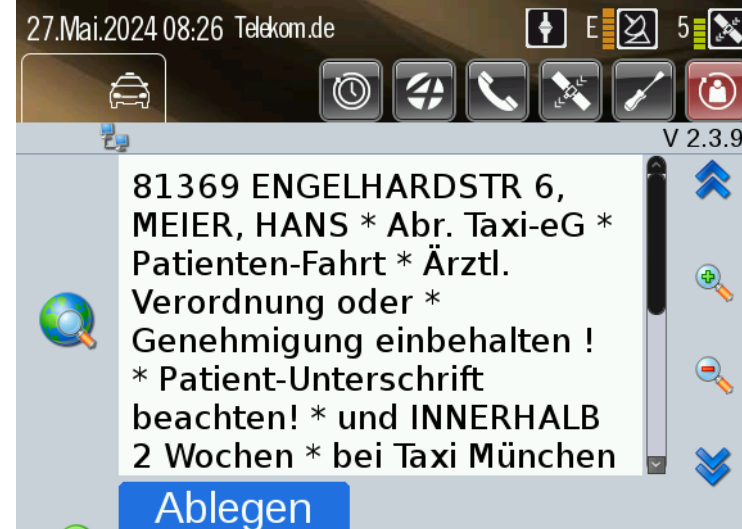 27.Mai.2024 08:26 Telekom.de E 5
V 2.3.9
81369 ENGELHARDSTR 6,
MEIER, HANS * Abr. Taxi-eG *
Patienten-Fahrt * Ärztl.
Verordnung oder *
Genehmigung einbehalten !
* Patient-Unterschrift
beachten! * und INNERHALB
2 Wochen * bei Taxi München
Ablegen